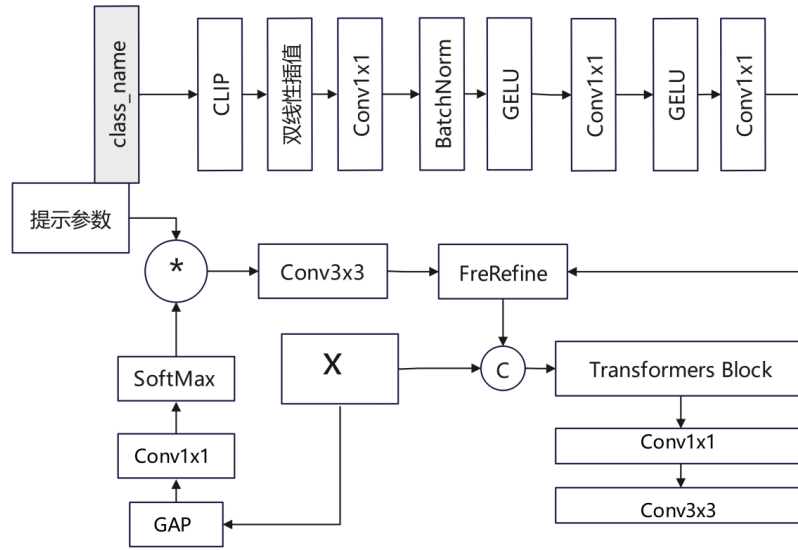 class_name
CLIP
双线性插值
Conv1x1
BatchNorm
GELU
Conv1x1
GELU
Conv1x1
提示参数
*
Conv3x3
FreRefine
X
C
Transformers Block
SoftMax
Conv1x1
Conv1x1
GAP
Conv3x3